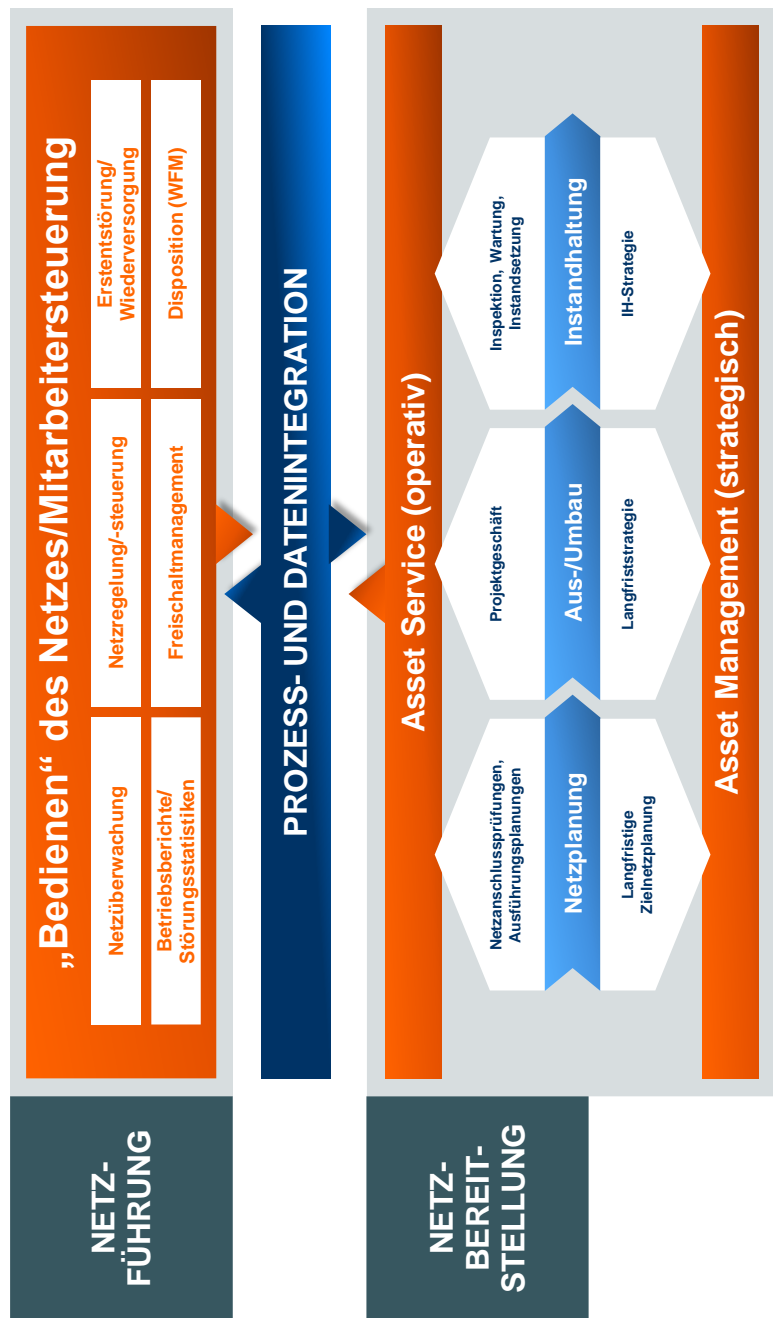 NETZ-
FÜHRUNG
„Bedienen“ des Netzes/Mitarbeitersteuerung
Netzüberwachung
Netzregelung/-steuerung
Erstentstörung/
Wiederversorgung
Betriebsberichte/
Störungsstatistiken
Freischaltmanagement
Disposition (WFM)
PROZESS- UND DATENINTEGRATION
NETZ-
BEREIT-
STELLUNG
Asset Service (operativ)
Netzanschlussprüfungen,
Ausführungsplanungen
Projektgeschäft
Inspektion, Wartung,
Instandsetzung
Netzplanung
Aus-/Umbau
Instandhaltung
Langfristige
Zielnetzplanung
Langfriststrategie
IH-Strategie
Asset Management (strategisch)